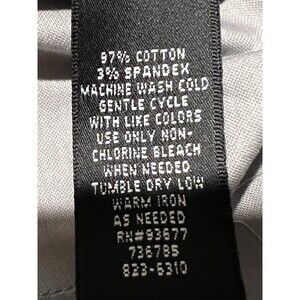 97% COTTON
3% SPANDEX
MACHINE WASH COLD
GENTLE CYCLE
WITH LIKE COLORS
USE ONLY NON-
CHLORINE BLEACH
WHEN NEEDED
TUMBLE DRY LOW
WARM IRON
AS NEEDED
RN#93677
736785
823-6310